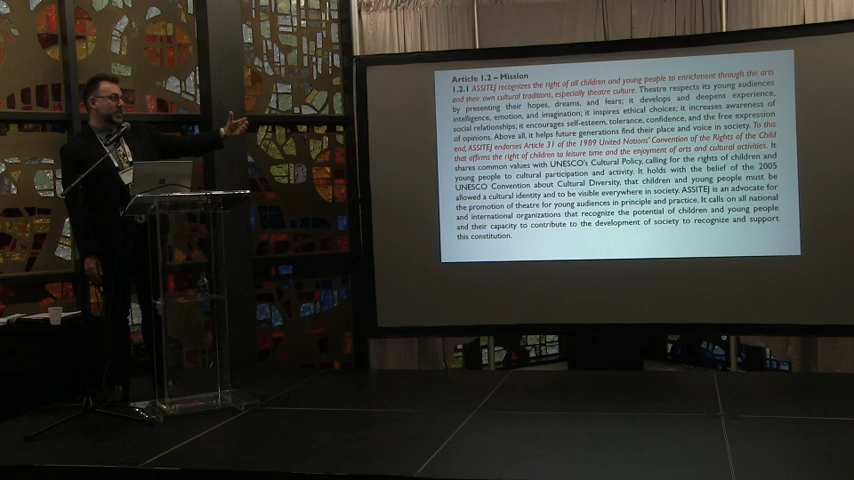 Article 1.2 – Mission
1.2.1 ASSITEJ recognizes the right of all children and young people to enrichment through the arts
and their own cultural traditions, especially theatre culture. Theatre respects its young audiences
by presenting their hopes, dreams, and fears; it develops and deepens experience,
intelligence, emotion, and imagination; it inspires ethical choices; it increases awareness of
social relationships; it encourages self-esteem, tolerance, confidence, and the free expression
of opinions. Above all, it helps future generations find their place and voice in society. To this
end, ASSITEJ endorses Article 31 of the 1989 United Nations' Convention of the Rights of the Child
that affirms the right of children to leisure time and the enjoyment of arts and cultural activities. It
shares common values with UNESCO's Cultural Policy, calling for the rights of children and
young people to cultural participation and activity. It holds with the belief of the 2005
UNESCO Convention about Cultural Diversity, that children and young people must be
allowed a cultural identity and to be visible everywhere in society. ASSITEJ is an advocate for
the promotion of theatre for young audiences in principle and practice. It calls on all national
and international organizations that recognize the potential of children and young people
and their capacity to contribute to the development of society to recognize and support
this constitution.